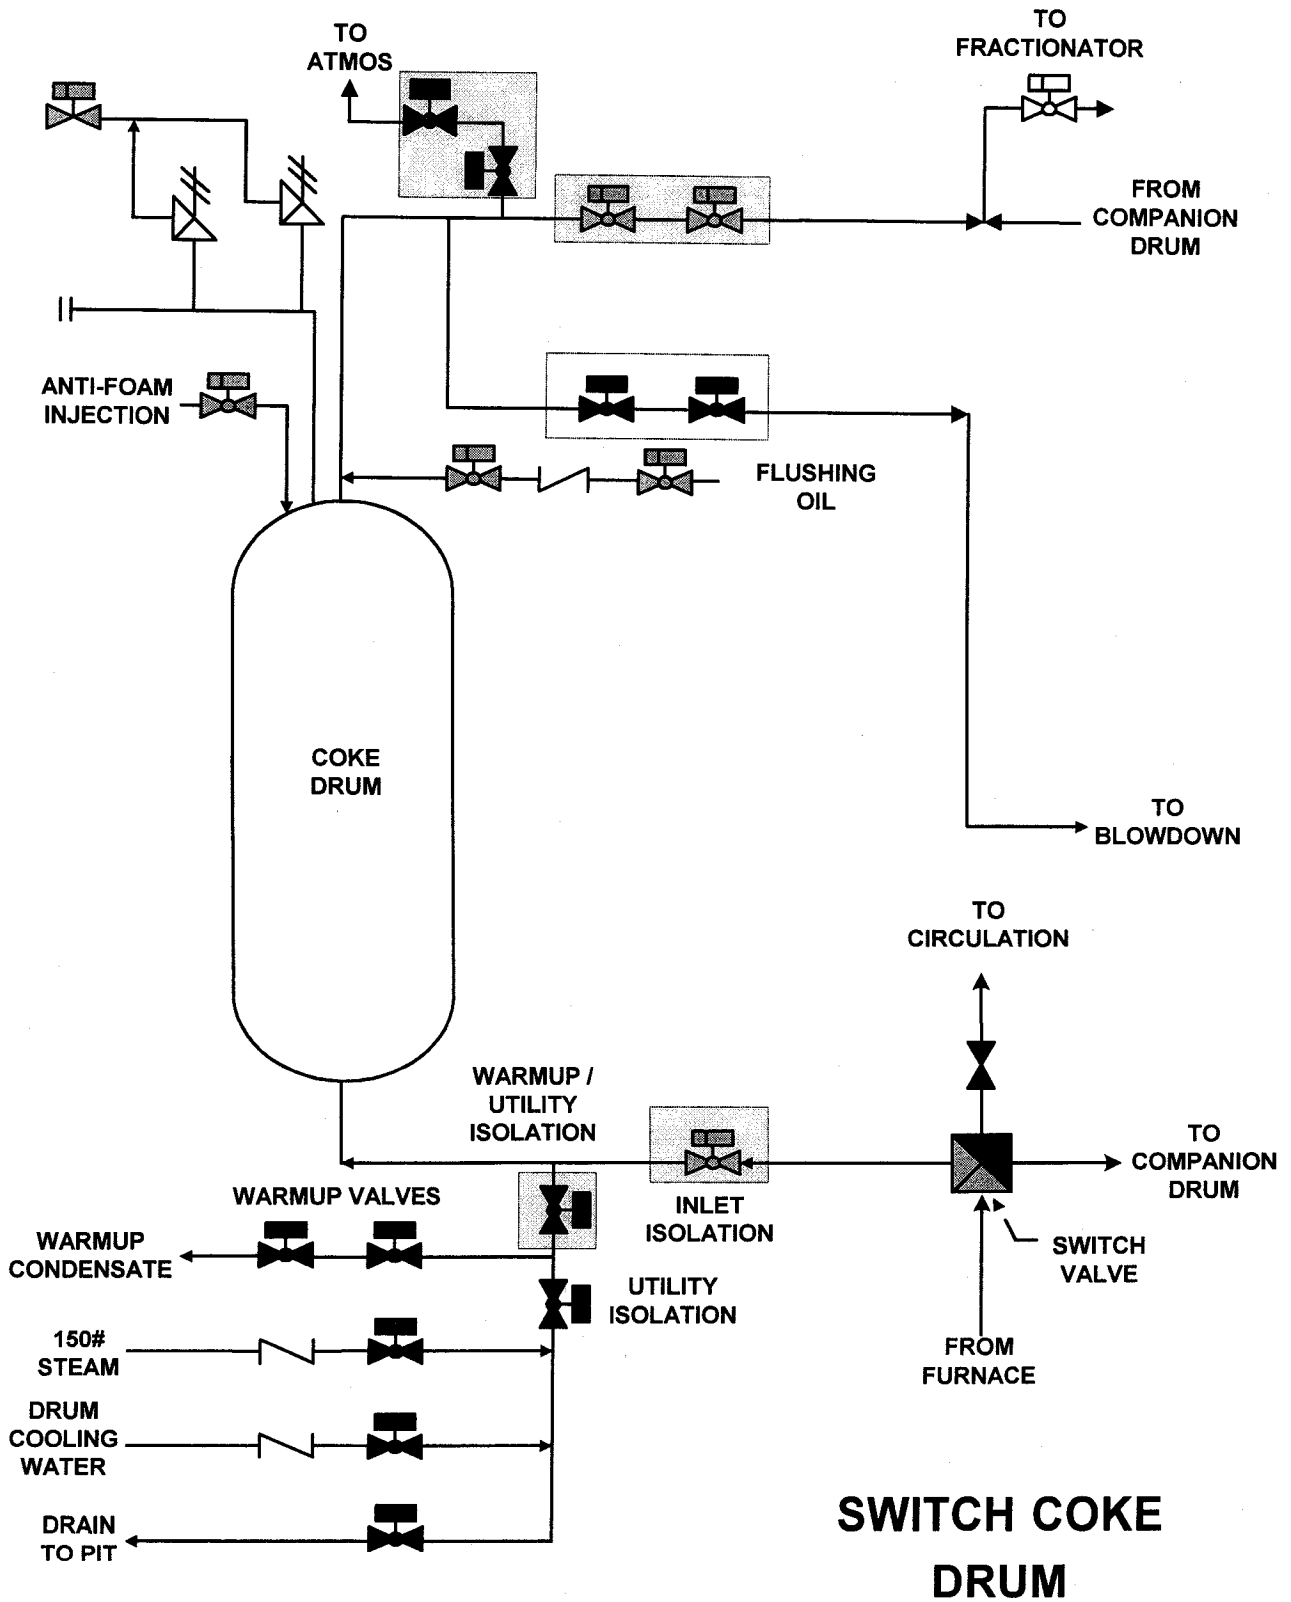 TO
ATMOS
TO
FRACTIONATOR
FROM
COMPANION
DRUM
ANTI-FOAM
INJECTION
FLUSHING
OIL
COKE
DRUM
TO
BLOWDOWN
TO
CIRCULATION
WARMUP /
UTILITY
ISOLATION
TO
COMPANION
DRUM
WARMUP VALVES
INLET
ISOLATION
WARMUP
CONDENSATE
SWITCH
VALVE
UTILITY
ISOLATION
150#
STEAM
FROM
FURNACE
DRUM
COOLING
WATER
DRAIN
TO PIT
SWITCH COKE
DRUM